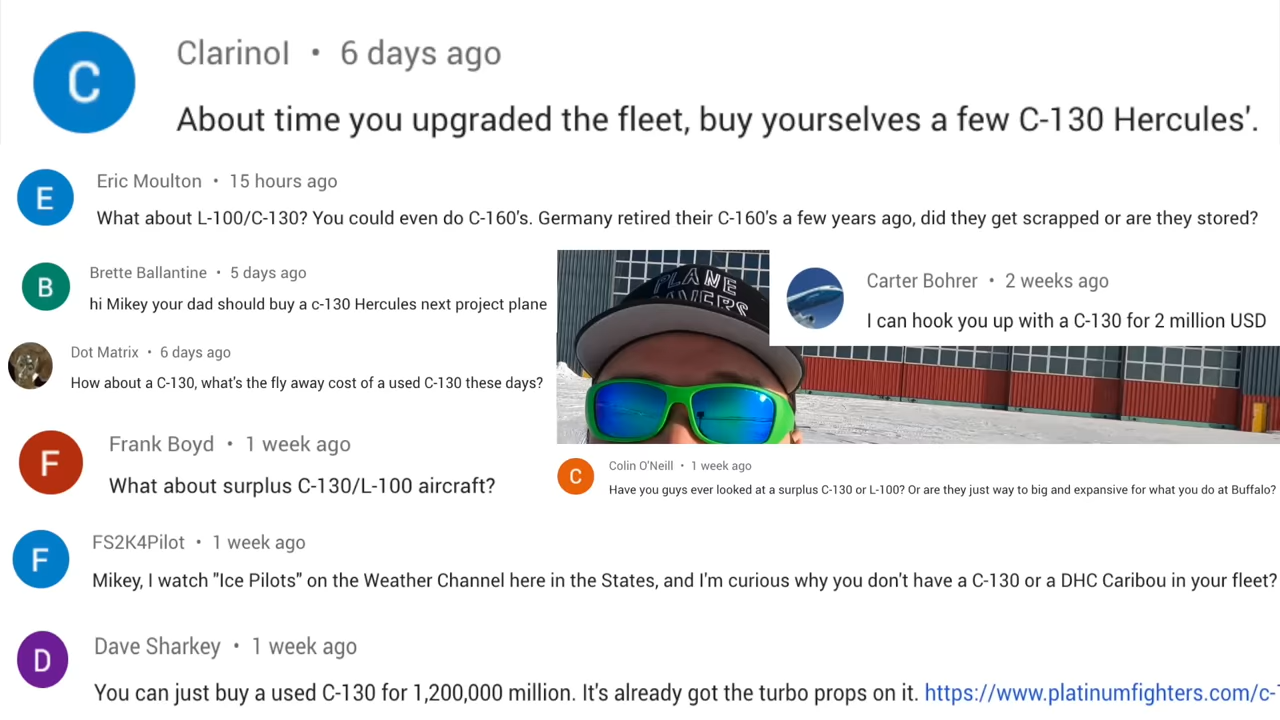 C
Clarinol • 6 days ago
About time you upgraded the fleet, buy yourselves a few C-130 Hercules'.
E
Eric Moulton • 15 hours ago
What about L-100/C-130? You could even do C-160's. Germany retired their C-160's a few years ago, did they get scrapped or are they stored?
B
Brette Ballantine • 5 days ago
hi Mikey your dad should buy a c-130 Hercules next project plane
PLANE
Carter Bohrer • 2 weeks ago
I can hook you up with a C-130 for 2 million USD
Dot Matrix • 6 days ago
How about a C-130, what's the fly away cost of a used C-130 these days?
F
Frank Boyd • 1 week ago
What about surplus C-130/L-100 aircraft?
C
Colin O'Neill • 1 week ago
Have you guys ever looked at a surplus C-130 or L-100? Or are they just way to big and expansive for what you do at Buffalo?
F
FS2K4Pilot • 1 week ago
Mikey, I watch "Ice Pilots" on the Weather Channel here in the States, and I'm curious why you don't have a C-130 or a DHC Caribou in your fleet?
D
Dave Sharkey • 1 week ago
You can just buy a used C-130 for 1,200,000 million. It's already got the turbo props on it. https://www.platinumfighters.com/c-